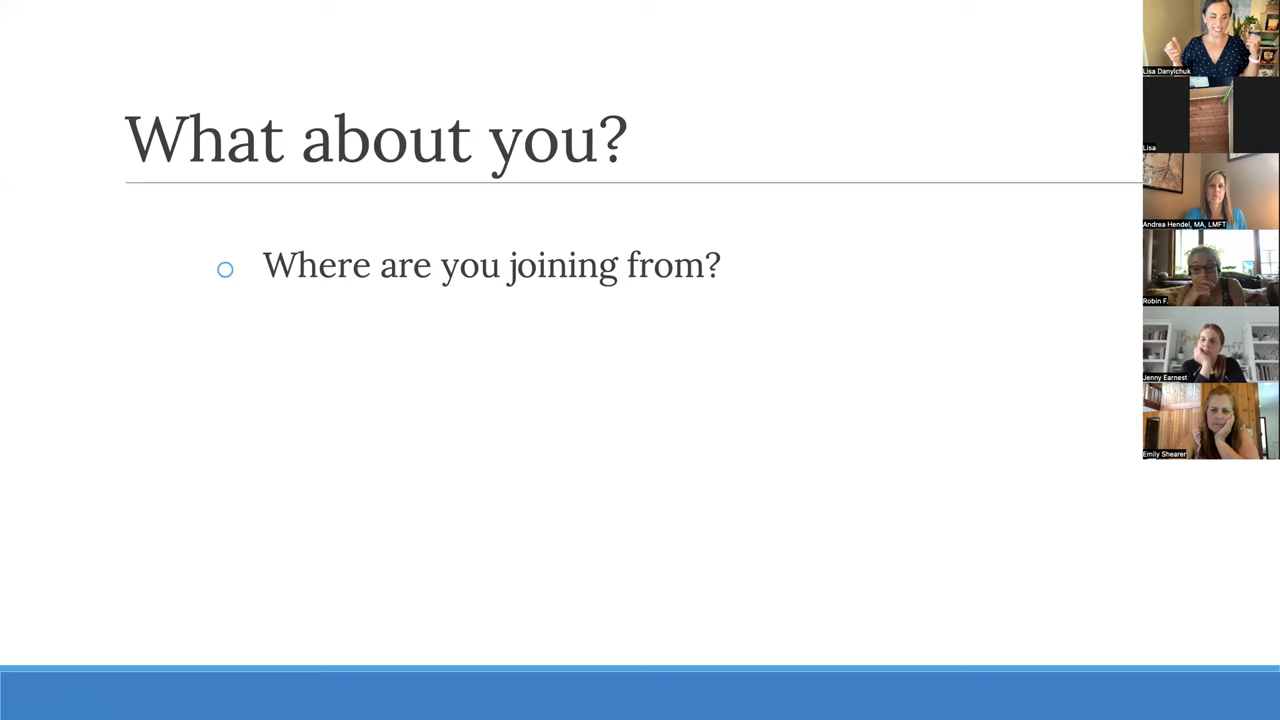 What about you?
Where are you joining from?
Lisa Danylchuk
Lisa
Andrea Hendel, MA, LMFT
Robin F.
Jenny Earnest
Emily Shearer